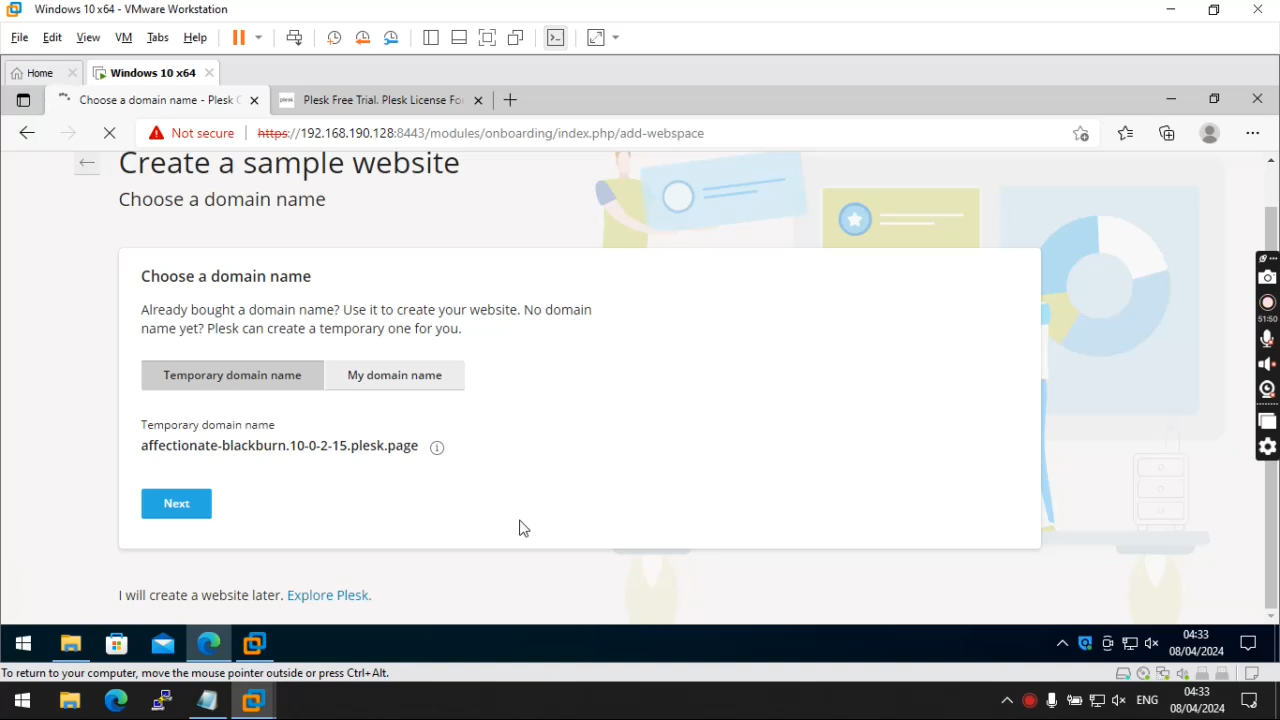 Windows 10 x64 - VMware Workstation
File Edit View VM Tabs Help
Home Windows 10 x64
Choose a domain name - Plesk plesk Plesk Free Trial. Plesk License For
Not secure https://192.168.190.128:8443/modules/onboarding/index.php/add-webspace
Create a sample website
Choose a domain name
Choose a domain name
Already bought a domain name? Use it to create your website. No domain
name yet? Plesk can create a temporary one for you.
Temporary domain name My domain name
Temporary domain name
affectionate-blackburn.10-0-2-15.plesk.page
Next
I will create a website later. Explore Plesk.
51:50
04:33
08/04/2024
To return to your computer, move the mouse pointer outside or press Ctrl+Alt.
ENG
04:33
08/04/2024